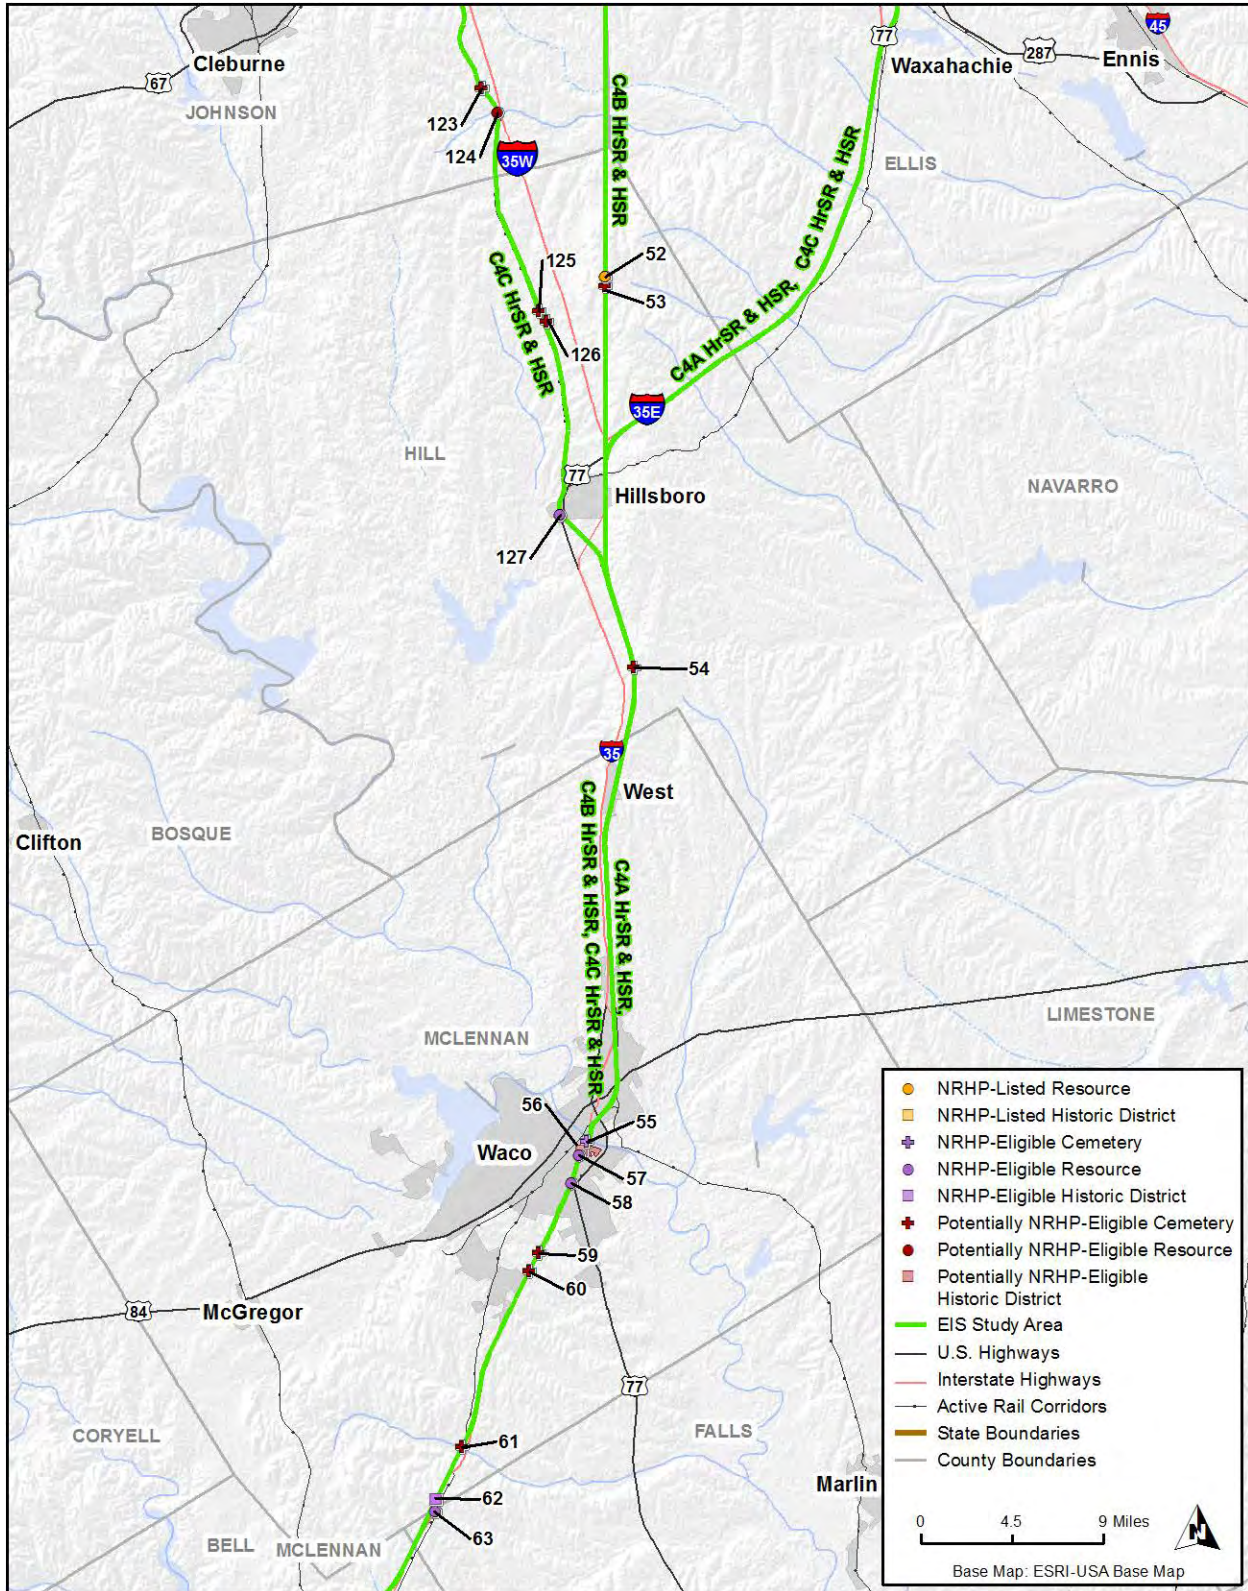 45
77
287
Ennis
Waxahachie
Cleburne
67
JOHNSON
123
124
35W
C4B HrSR & HSR
ELLIS
C4A HrSR & HSR, C4C HrSR & HSR
52
53
125
126
C4C HrSR & HSR
35E
HILL
77
Hillsboro
NAVARRO
127
54
35
West
C4B HrSR & HSR, C4C HrSR & HSR
C4A HrSR & HSR,
BOSQUE
Clifton
MCLENNAN
LIMESTONE
56
55
Waco
57
58
59
60
84
McGregor
77
CORYELL
61
FALLS
Marlin
62
63
BELL
MCLENNAN
NRHP-Listed Resource
NRHP-Listed Historic District
NRHP-Eligible Cemetery
NRHP-Eligible Resource
NRHP-Eligible Historic District
Potentially NRHP-Eligible Cemetery
Potentially NRHP-Eligible Resource
Potentially NRHP-Eligible
Historic District
EIS Study Area
U.S. Highways
Interstate Highways
Active Rail Corridors
State Boundaries
County Boundaries
0 4.5 9 Miles
N
Base Map: ESRI-USA Base Map